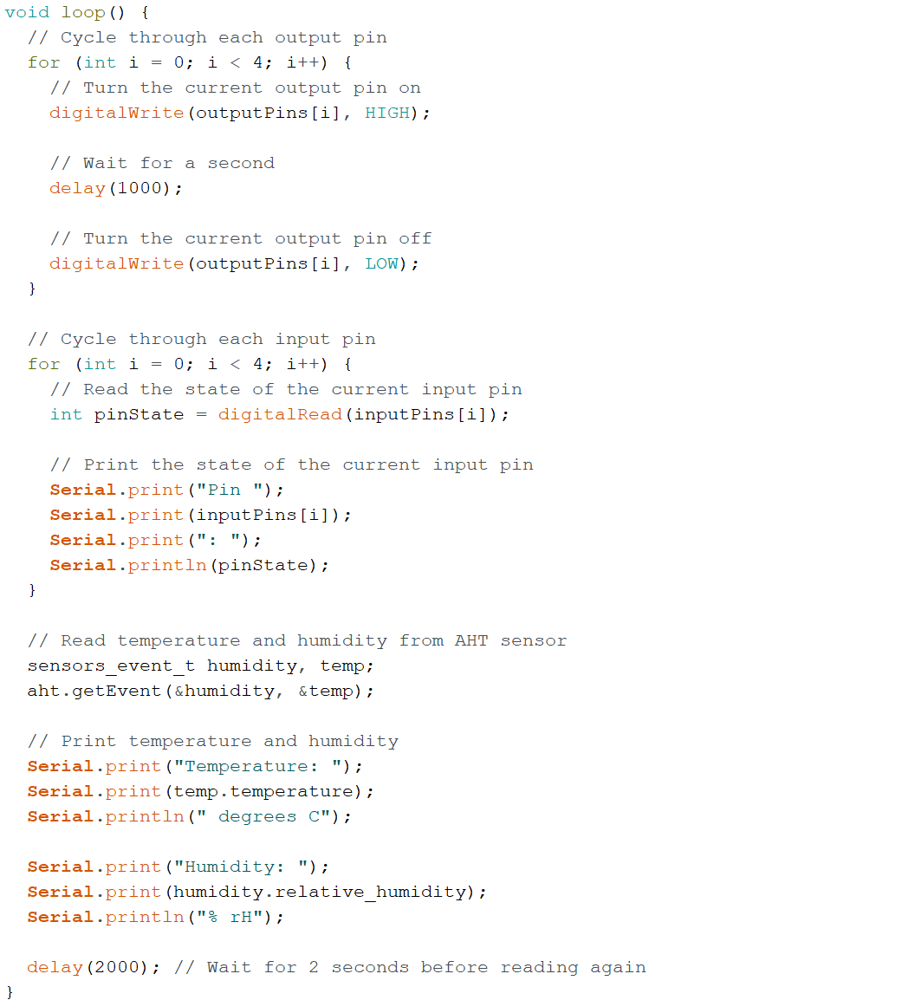 void loop() {
  // Cycle through each output pin
  for (int i = 0; i < 4; i++) {
    // Turn the current output pin on
    digitalWrite(outputPins[i], HIGH);

    // Wait for a second
    delay(1000);

    // Turn the current output pin off
    digitalWrite(outputPins[i], LOW);
  }

  // Cycle through each input pin
  for (int i = 0; i < 4; i++) {
    // Read the state of the current input pin
    int pinState = digitalRead(inputPins[i]);

    // Print the state of the current input pin
    Serial.print("Pin ");
    Serial.print(inputPins[i]);
    Serial.print(": ");
    Serial.println(pinState);
  }

  // Read temperature and humidity from AHT sensor
  sensors_event_t humidity, temp;
  aht.getEvent(&humidity, &temp);

  // Print temperature and humidity
  Serial.print("Temperature: ");
  Serial.print(temp.temperature);
  Serial.println(" degrees C");

  Serial.print("Humidity: ");
  Serial.print(humidity.relative_humidity);
  Serial.println("% rH");

  delay(2000); // Wait for 2 seconds before reading again
}